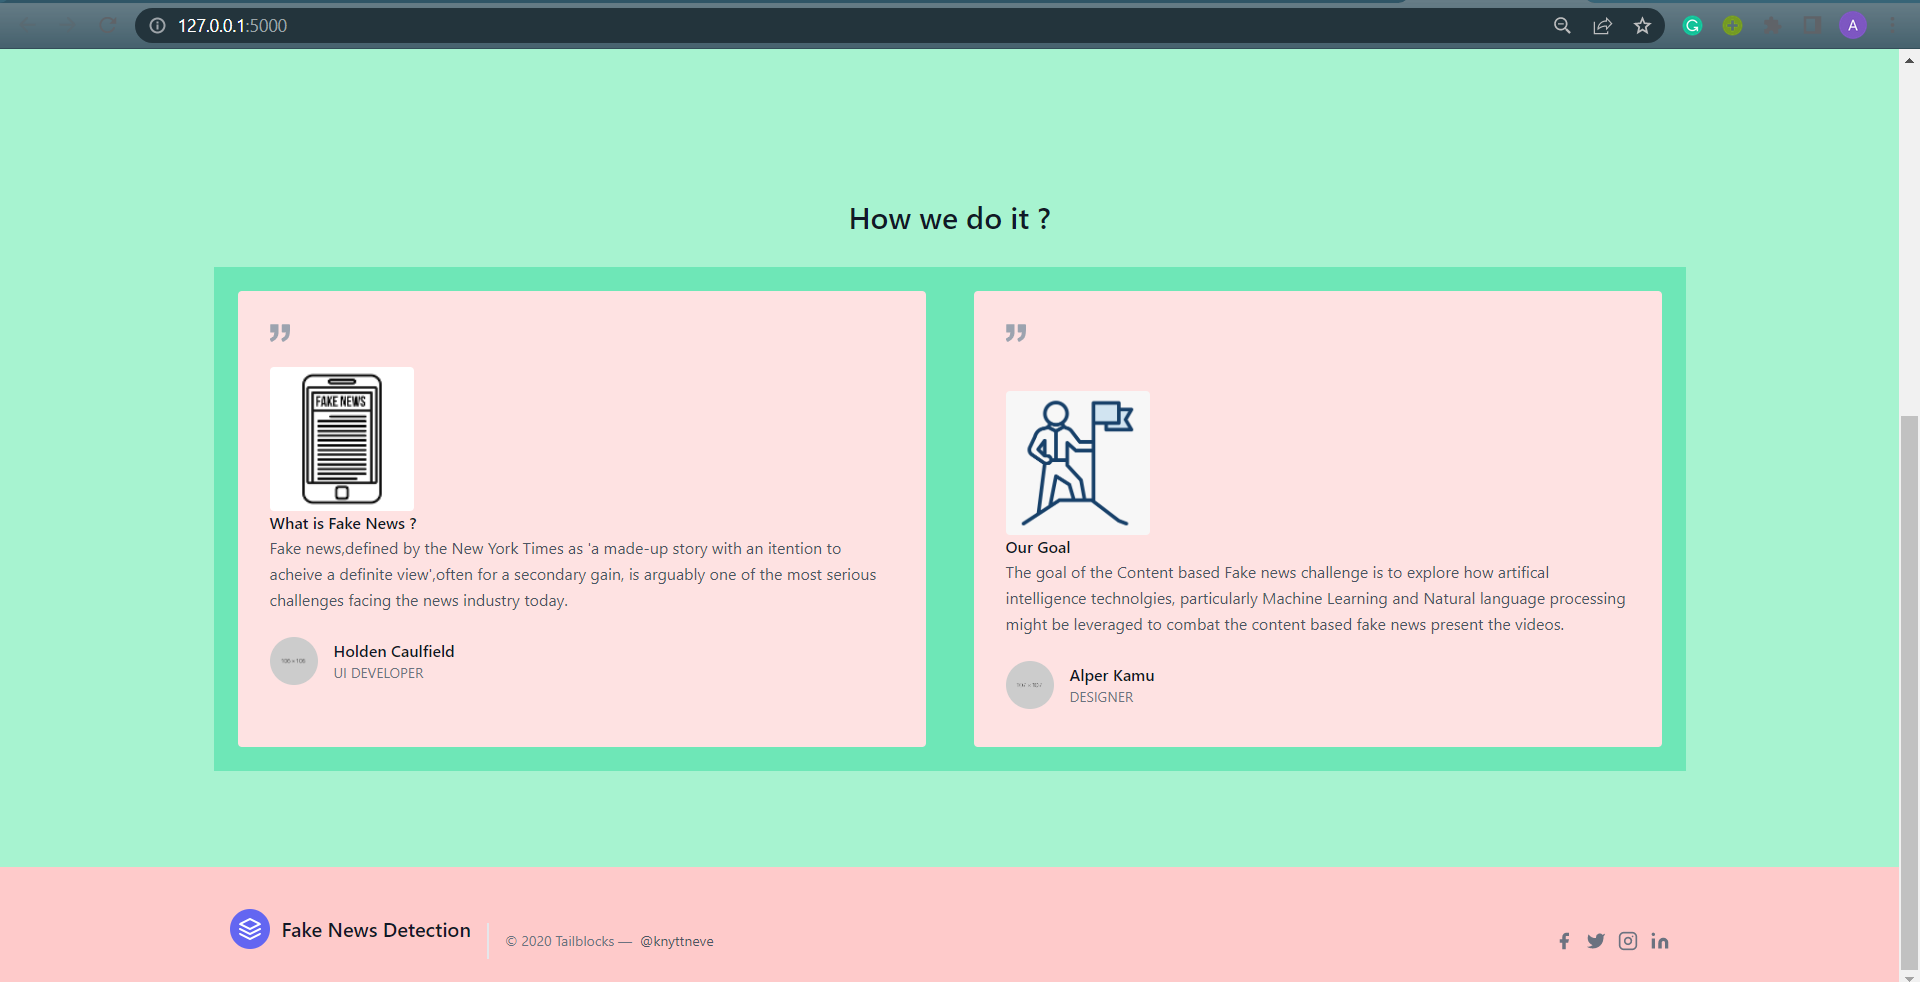 127.0.0.1:5000
A
How we do it ?
FAKE NEWS
What is Fake News ?
Fake news,defined by the New York Times as 'a made-up story with an itention to
acheive a definite view',often for a secondary gain, is arguably one of the most serious
challenges facing the news industry today.
Holden Caulfield
UI DEVELOPER
Our Goal
The goal of the Content based Fake news challenge is to explore how artifical
intelligence technolgies, particularly Machine Learning and Natural language processing
might be leveraged to combat the content based fake news present the videos.
Alper Kamu
DESIGNER
Fake News Detection
© 2020 Tailblocks — @knyttneve